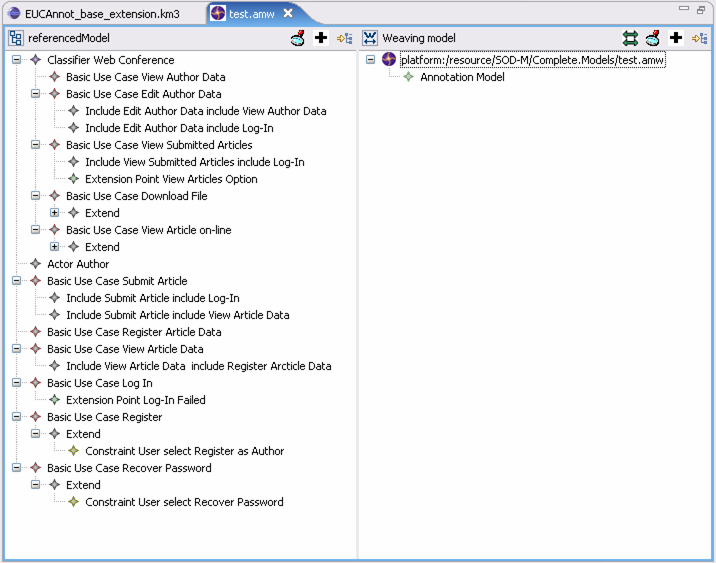 EUCAnnot_base_extension.km3
test.amw
referencedModel
Classifier Web Conference
Basic Use Case View Author Data
Basic Use Case Edit Author Data
Include Edit Author Data include View Author Data
Include Edit Author Data include Log-In
Basic Use Case View Submitted Articles
Include View Submitted Articles include Log-In
Extension Point View Articles Option
Basic Use Case Download File
Extend
Basic Use Case View Article on-line
Extend
Actor Author
Basic Use Case Submit Article
Include Submit Article include Log-In
Include Submit Article include View Article Data
Basic Use Case Register Article Data
Basic Use Case View Article Data
Include View Article Data  include Register Arcticle Data
Basic Use Case Log In
Extension Point Log-In Failed
Basic Use Case Register
Extend
Constraint User select Register as Author
Basic Use Case Recover Password
Extend
Constraint User select Recover Password
Weaving model
platform:/resource/SOD-M/Complete.Models/test.amw
Annotation Model